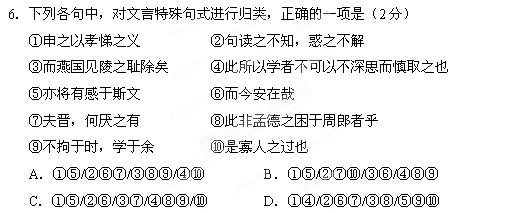 6. 下列各句中，对文言特殊句式进行归类，正确的一项是（2分）
①申之以孝悌之义 ②句读之不知，惑之不解
③而燕国见陵之耻除矣 ④此所以学者不可以不深思而慎取之也
⑤亦将有感于斯文 ⑥而今安在哉
⑦夫晋，何厌之有 ⑧此非孟德之困于周郎者乎
⑨不拘于时，学于余 ⑩是寡人之过也
A. ①⑤/②⑥⑦/③⑧⑨/④⑩ B. ①⑤/②⑦⑩/③⑥/④⑧⑨
C. ①⑤/②⑥/③⑦/④⑧⑨/⑩ D. ①④/②⑥⑦/③⑧/⑤⑨⑩